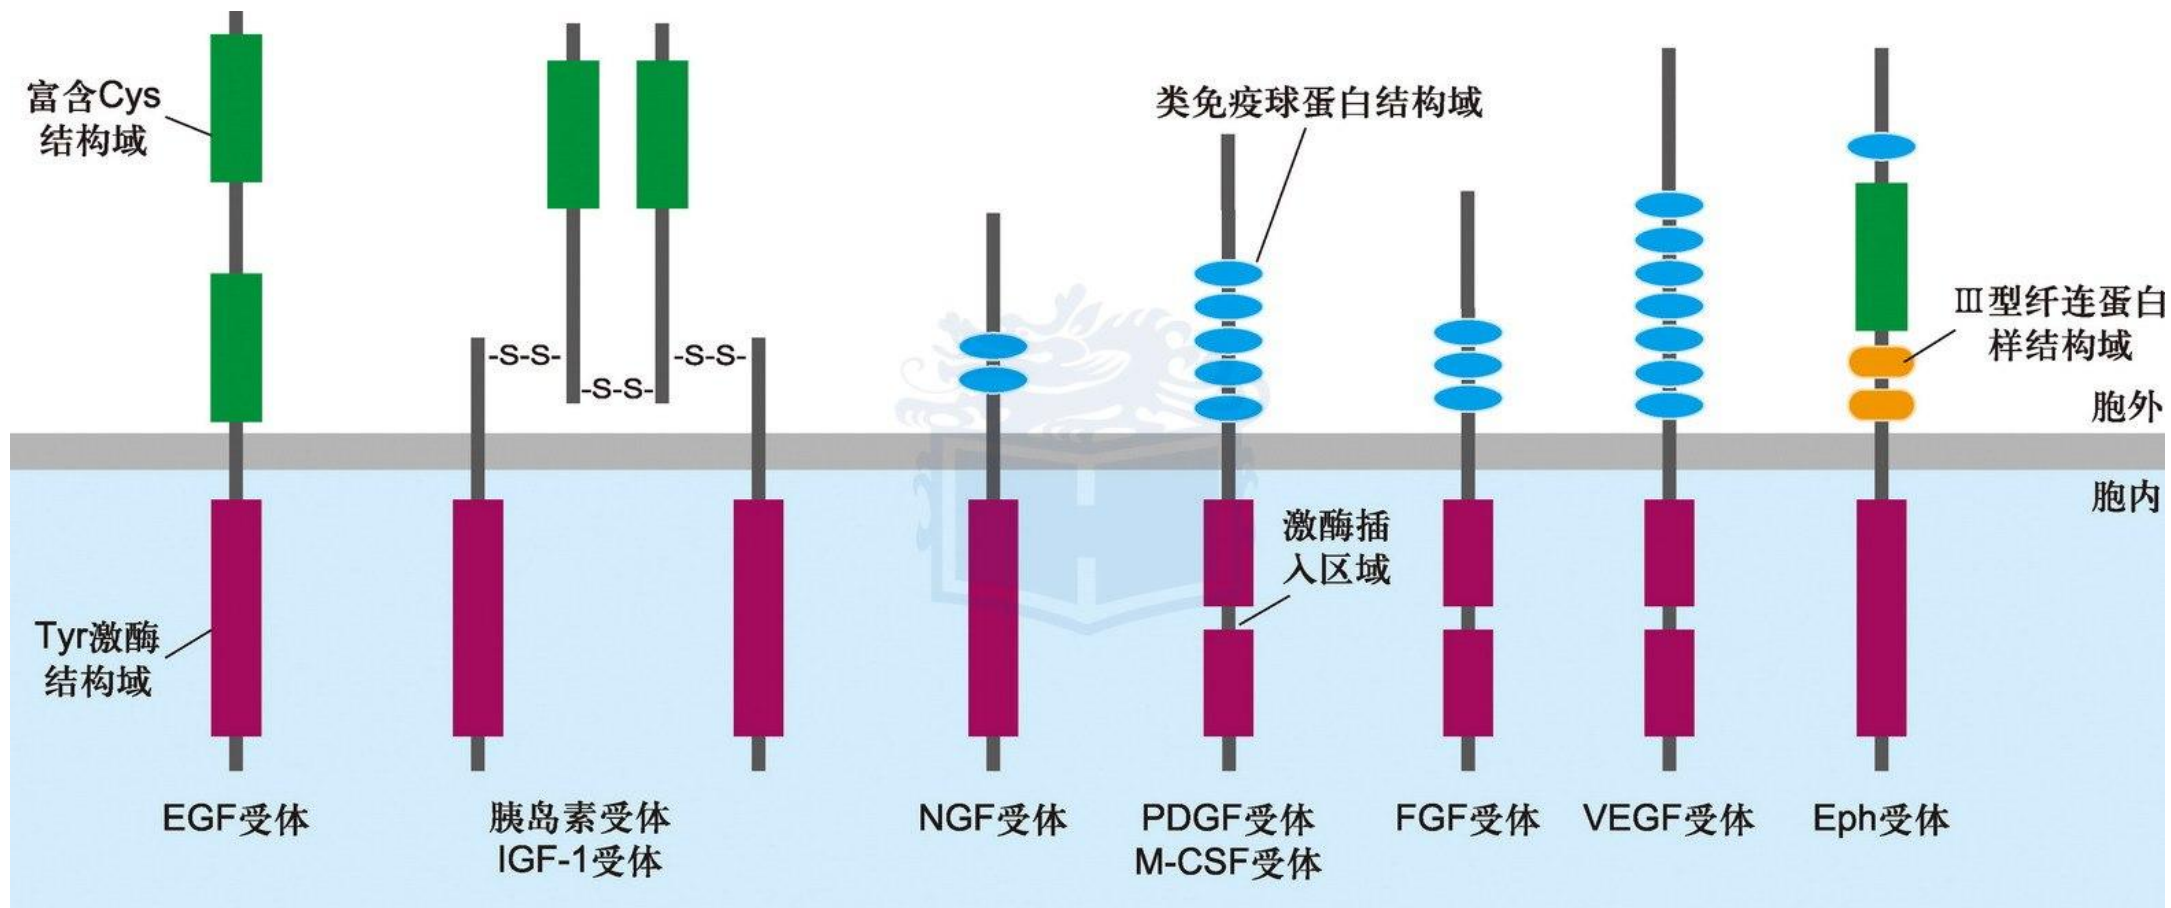 富含Cys
结构域
-S-S-
-S-S-
-S-S-
类免疫球蛋白结构域
Ⅲ型纤连蛋白
样结构域
胞外
胞内
激酶插
入区域
Tyr激酶
结构域
EGF受体
胰岛素受体
IGF-1受体
NGF受体
PDGF受体
M-CSF受体
FGF受体
VEGF受体
Eph受体